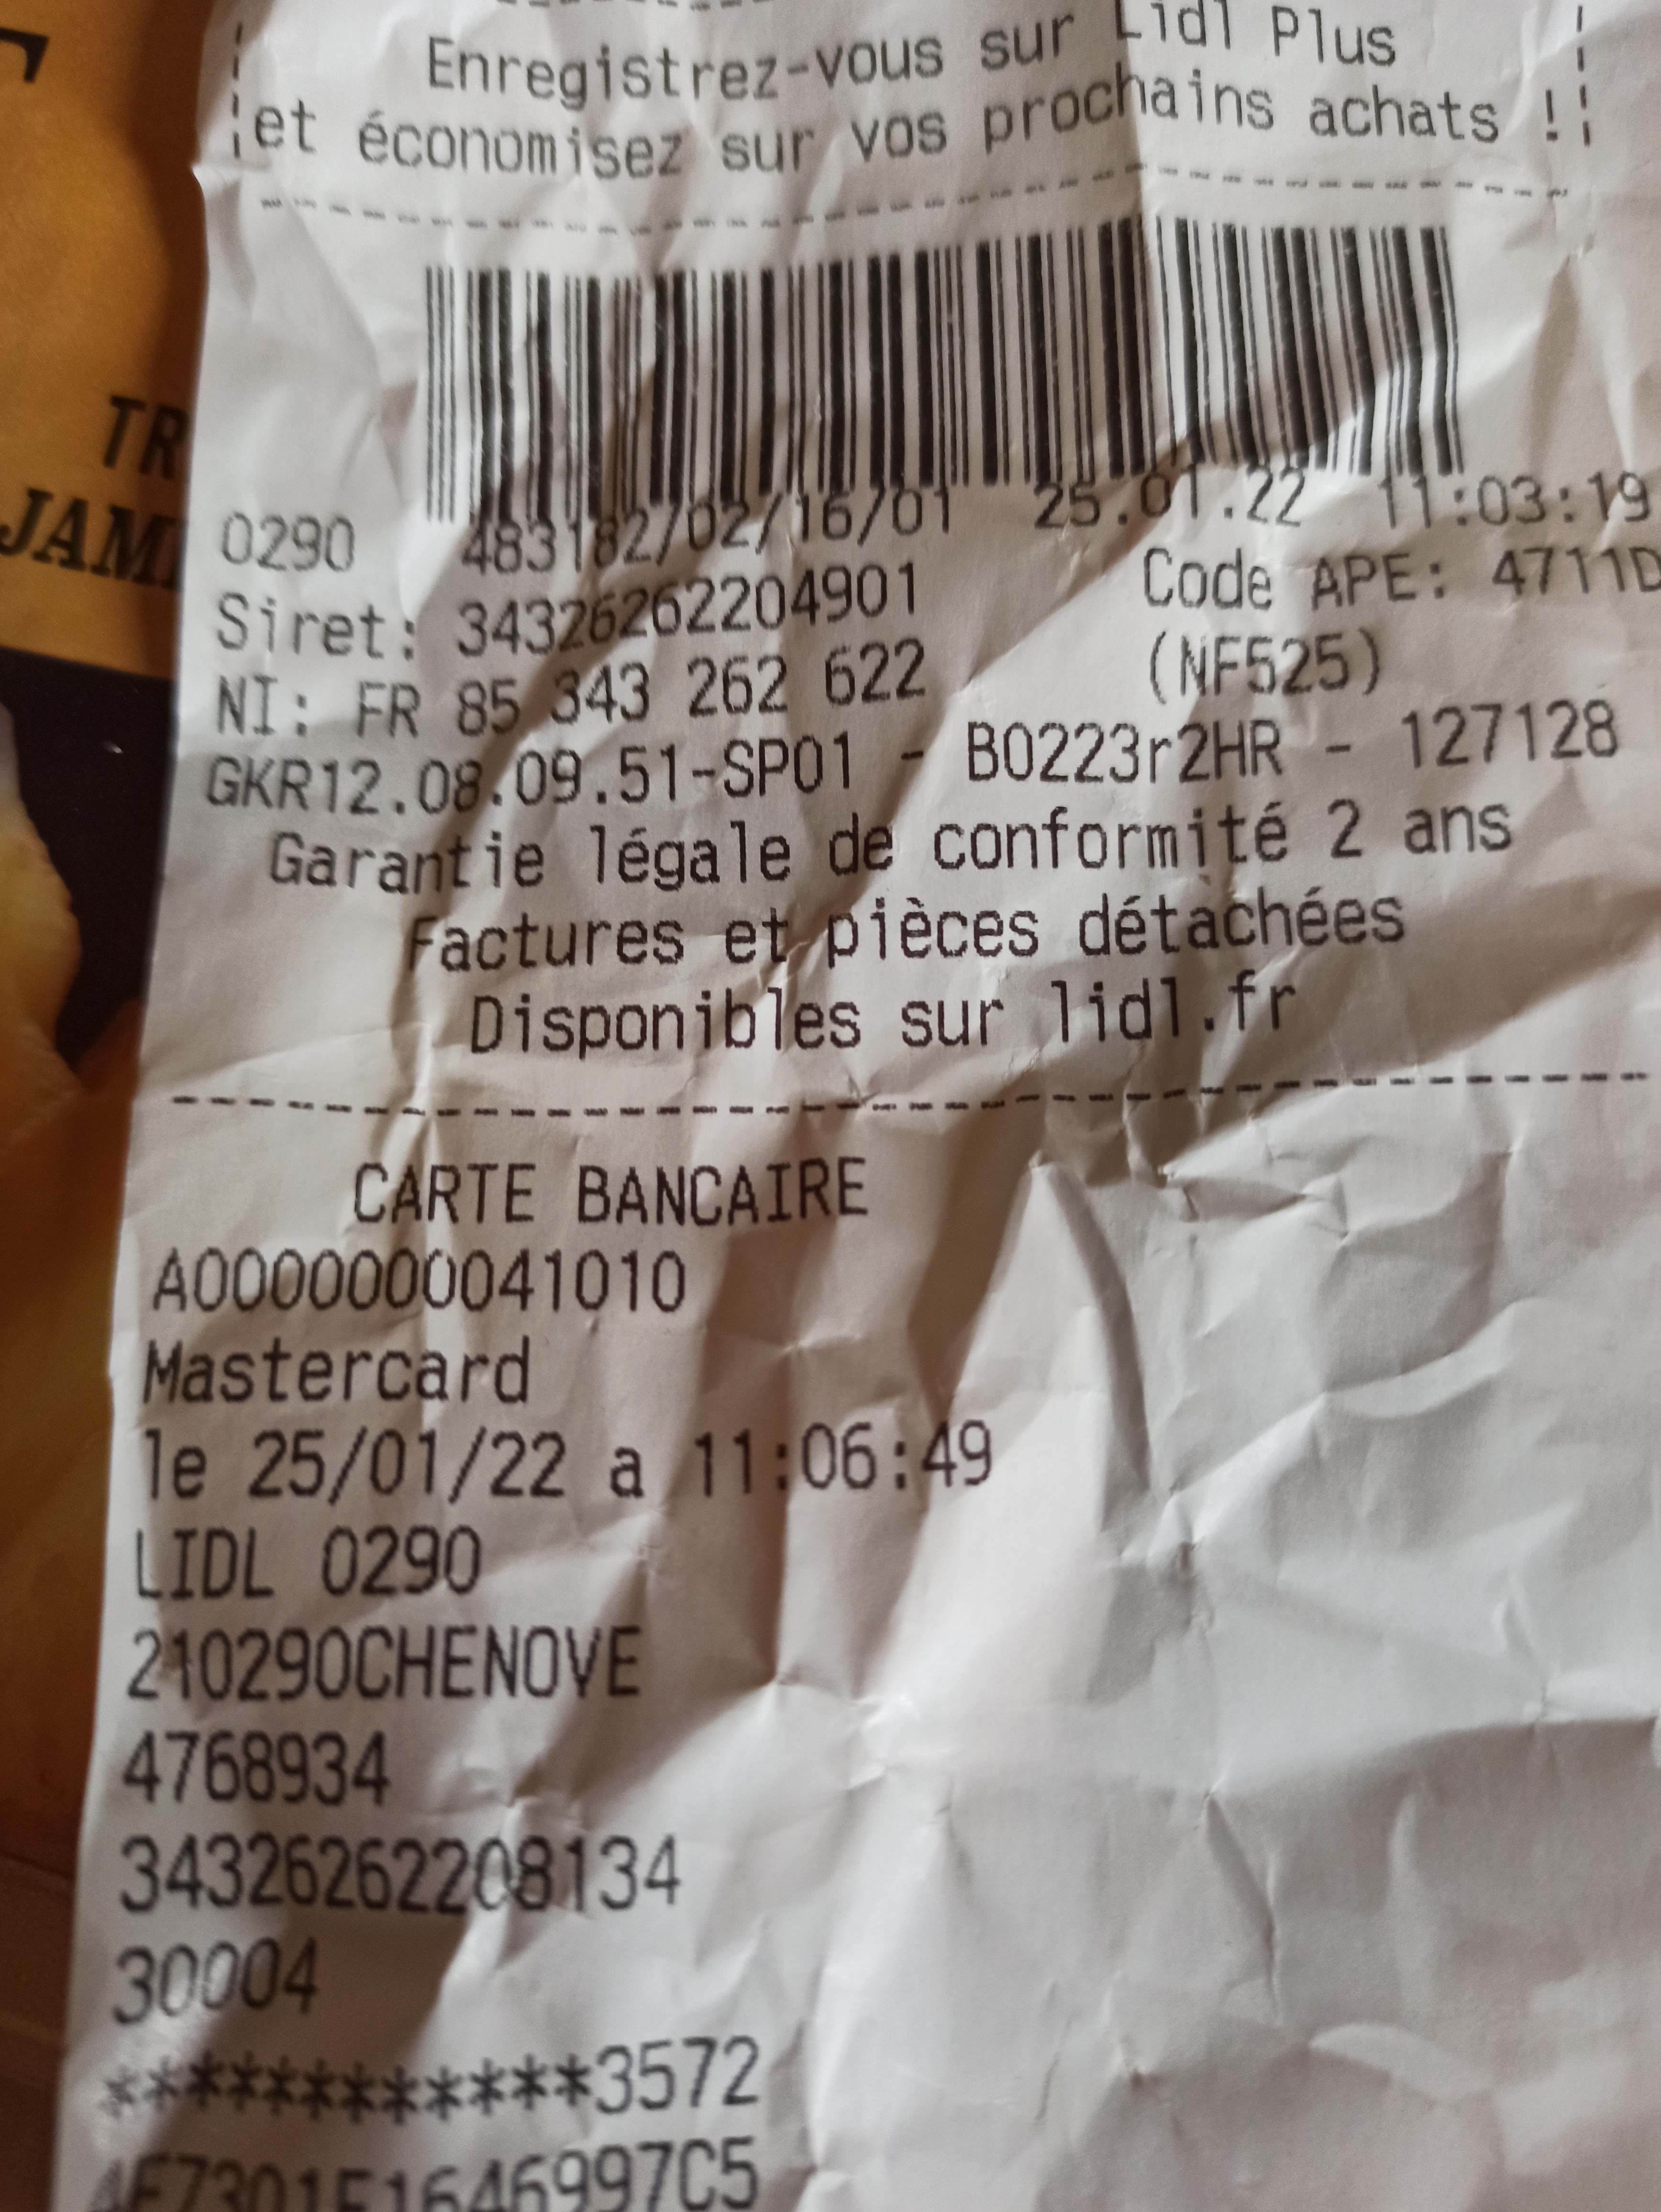 Enregistrez-vous sur Lidl Plus
et économisez sur vos prochains achats !
0290 483182/02/16/01 25.01.22 11:03:19
Siret: 34326262204901 Code APE: 4711D
NI: FR 85 343 262 622 (NF525)
GKR12.08.09.51-SP01 - B0223r2HR - 127128
Garantie légale de conformité 2 ans
Factures et pièces détachées
Disponibles sur lidl.fr
CARTE BANCAIRE
A0000000041010
Mastercard
le 25/01/22 a 11:06:49
LIDL 0290
210290CHENOVE
4768934
34326262208134
30004
************3572
TR
JAM